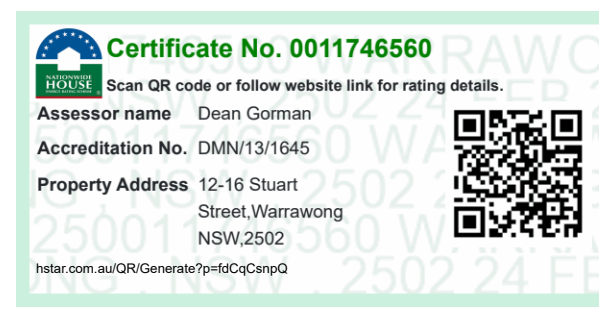 Certificate No. 0011746560
NATIONWIDE
HOUSE
Scan QR code or follow website link for rating details.
Assessor name Dean Gorman
Accreditation No. DMN/13/1645
Property Address 12-16 Stuart
Street,Warrawong
NSW,2502
hstar.com.au/QR/Generate?p=fdCqCsnpQ